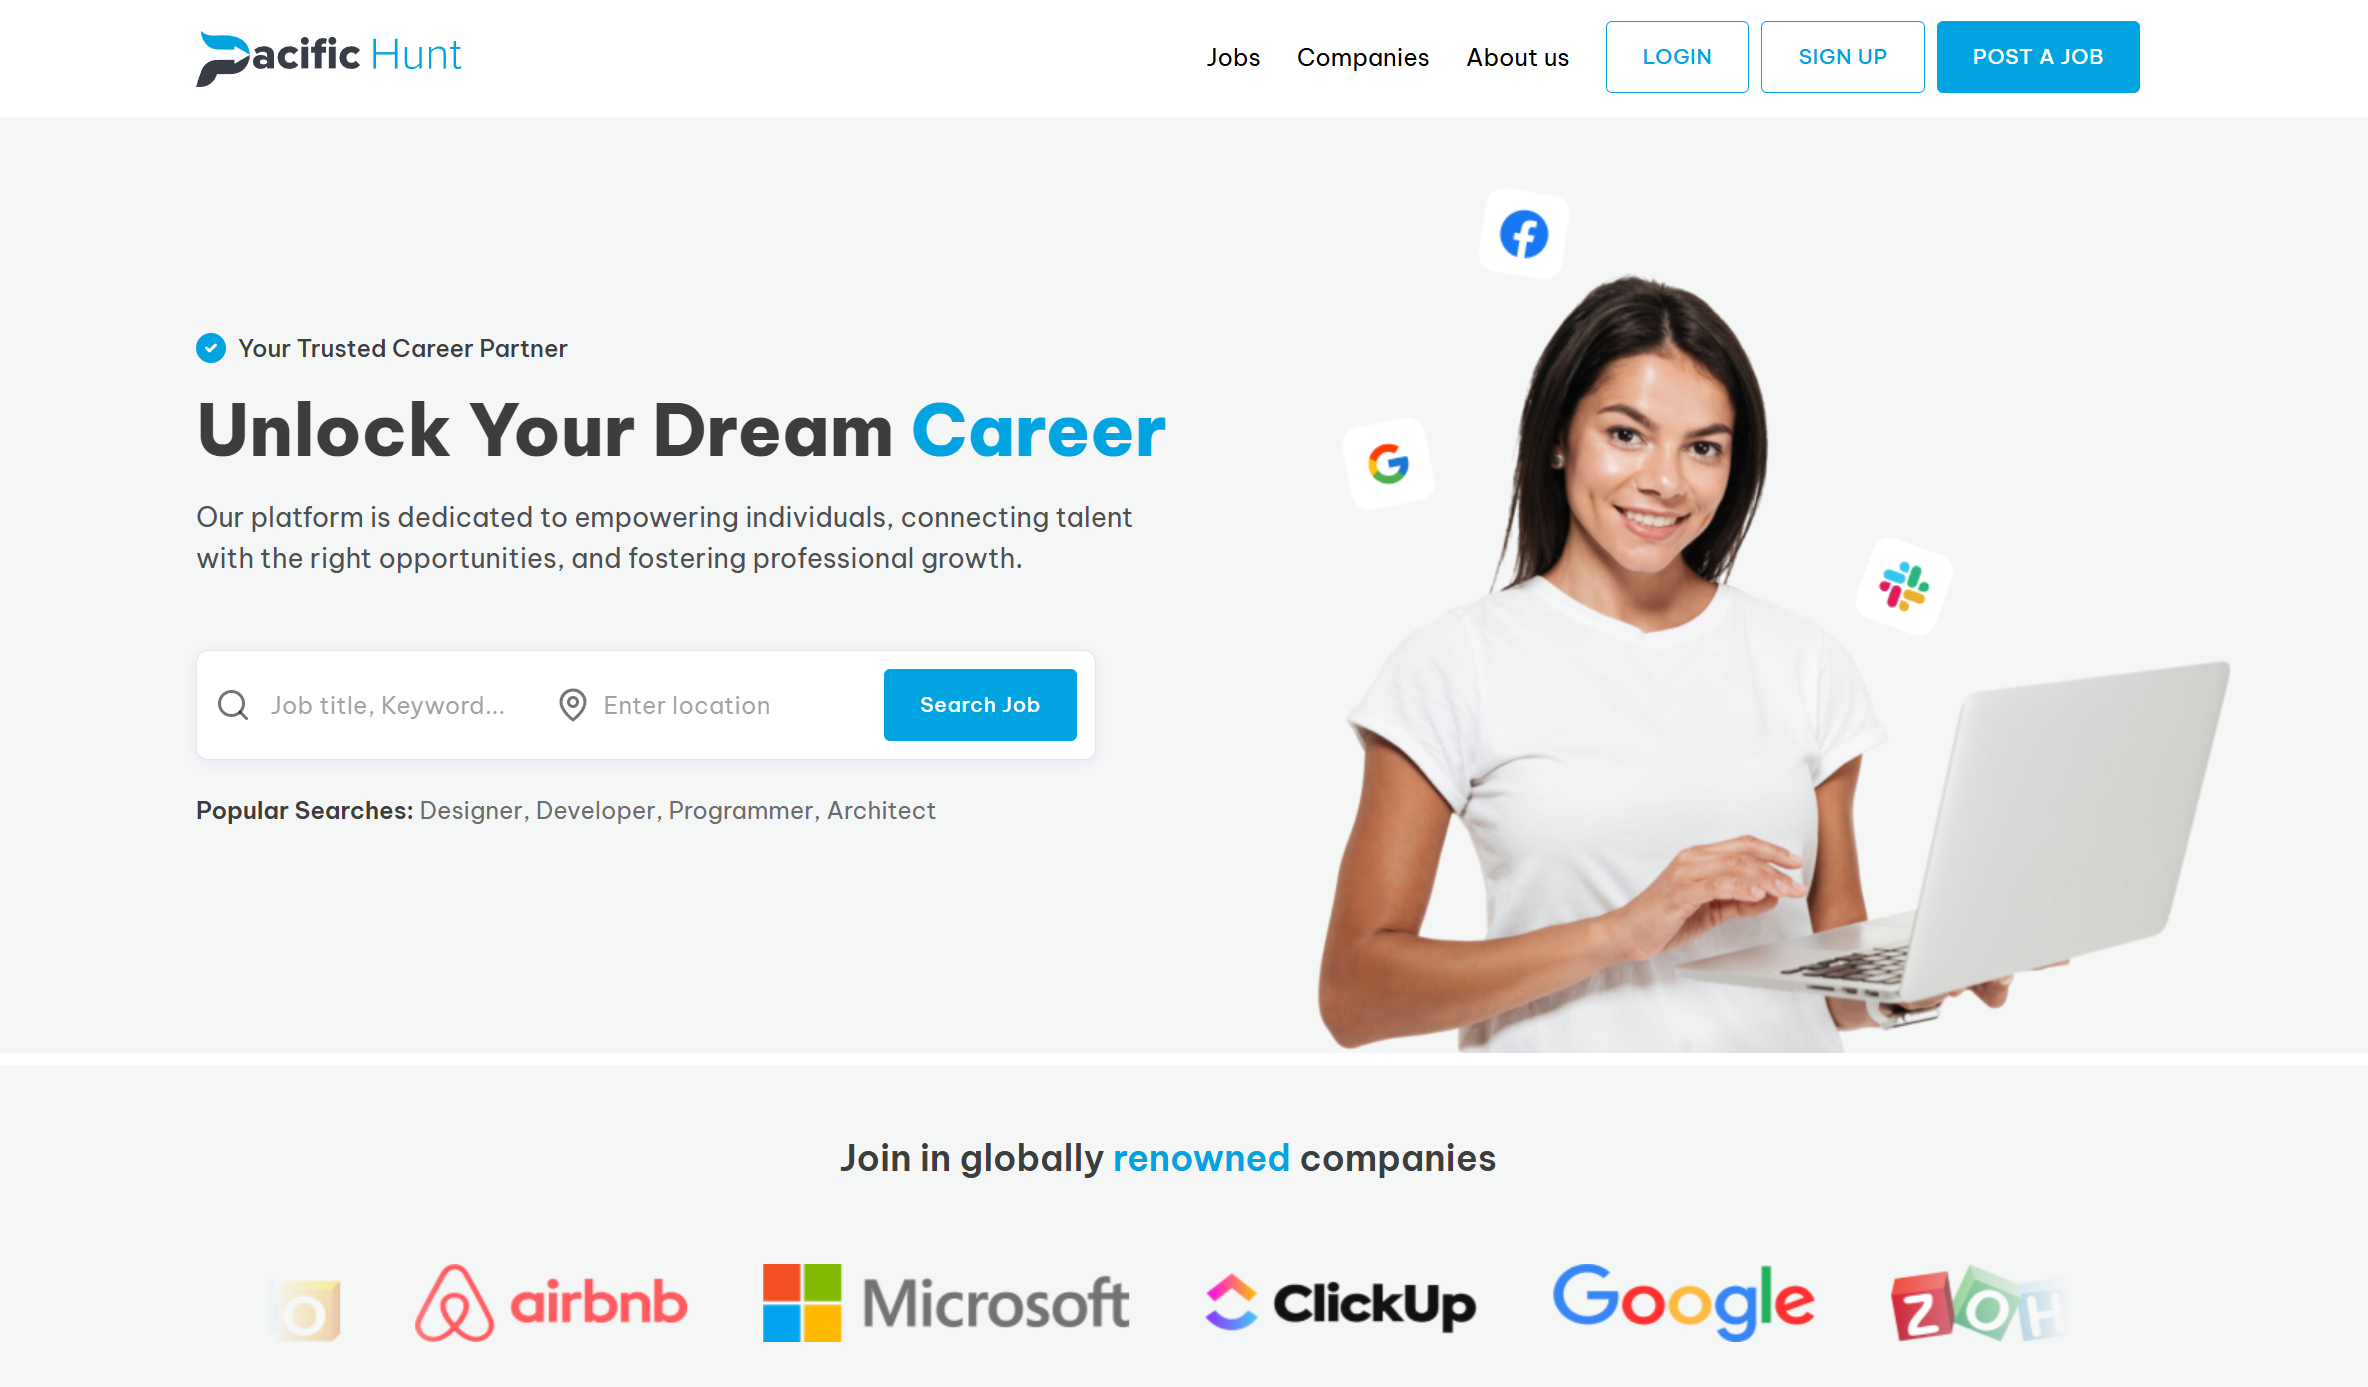 Pacific Hunt
Jobs
Companies
About us
LOGIN
SIGN UP
POST A JOB
Your Trusted Career Partner
Unlock Your Dream Career
Our platform is dedicated to empowering individuals, connecting talent
with the right opportunities, and fostering professional growth.
Job title, Keyword...
Enter location
Search Job
Popular Searches: Designer, Developer, Programmer, Architect
Join in globally renowned companies
O
airbnb
Microsoft
ClickUp
Google
ZOH